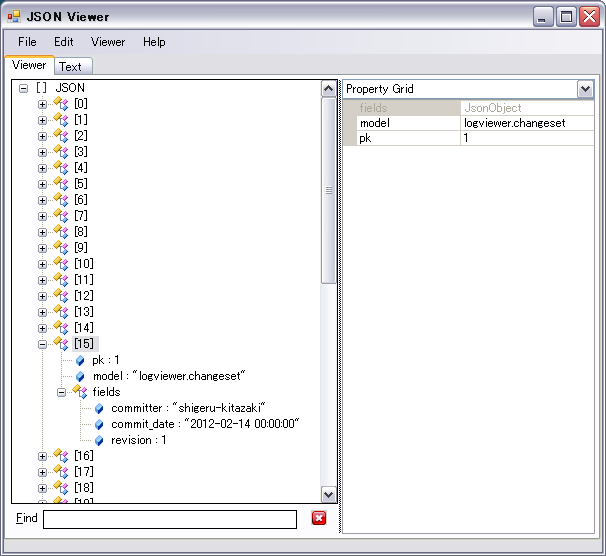 JSON Viewer
File Edit Viewer Help
Viewer Text
[] JSON
[0]
[1]
[2]
[3]
[4]
[5]
[6]
[7]
[8]
[9]
[10]
[11]
[12]
[13]
[14]
[15]
pk : 1
model : "logviewer.changeset"
fields
committer : "shigeru-kitazaki"
commit_date : "2012-02-14 00:00:00"
revision : 1
[16]
[17]
[18]
[19]
Find
Property Grid
fields JsonObject
model logviewer.changeset
pk 1